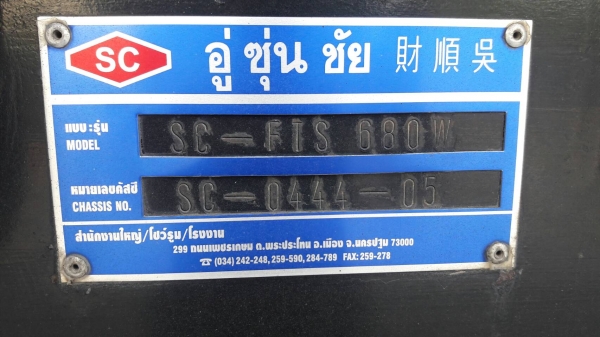 SC อู่ ซุ่น ชัย 財順吳
แบบ:รุ่น
MODEL SC-FTS 680W
หมายเลขคัสซี
CHASSIS NO. SC-0444-05
สำนักงานใหญ่/โชว์รูม/โรงงาน
299 ถนนเพชรเกษม ต.พระประโทน อ.เมือง จ.นครปฐม 73000
☎ (034) 242-248, 259-590, 284-789 FAX: 259-278